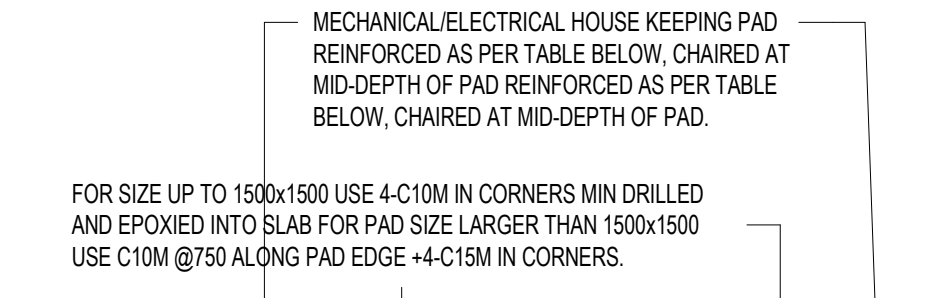 MECHANICAL/ELECTRICAL HOUSE KEEPING PAD
REINFORCED AS PER TABLE BELOW, CHAIRED AT
MID-DEPTH OF PAD REINFORCED AS PER TABLE
BELOW, CHAIRED AT MID-DEPTH OF PAD.
FOR SIZE UP TO 1500x1500 USE 4-C10M IN CORNERS MIN DRILLED
AND EPOXIED INTO SLAB FOR PAD SIZE LARGER THAN 1500x1500
USE C10M @750 ALONG PAD EDGE +4-C15M IN CORNERS.